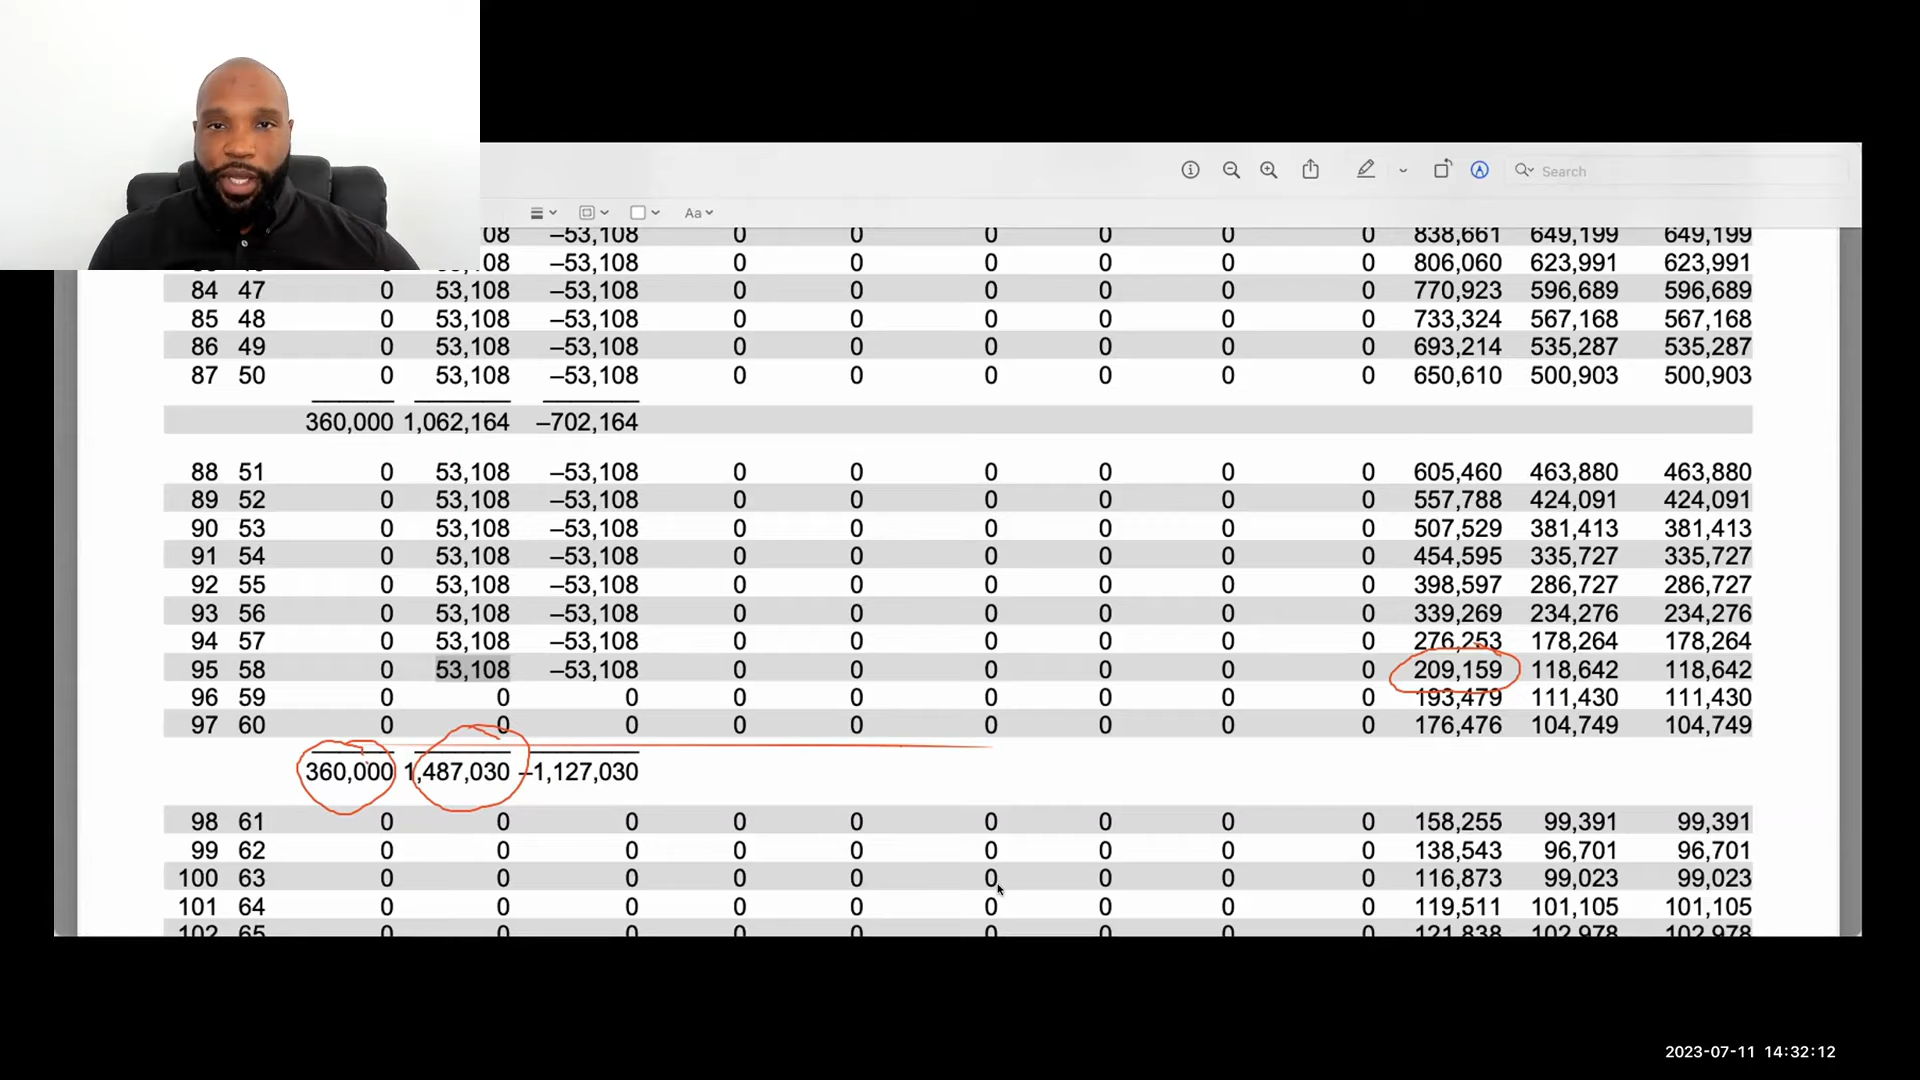 Search
Aa
08 –53,108 0 0 0 0 0 0 838,661 649,199 649,199
08 –53,108 0 0 0 0 0 0 806,060 623,991 623,991
84 47 0 53,108 –53,108 0 0 0 0 0 0 770,923 596,689 596,689
85 48 0 53,108 –53,108 0 0 0 0 0 0 733,324 567,168 567,168
86 49 0 53,108 –53,108 0 0 0 0 0 0 693,214 535,287 535,287
87 50 0 53,108 –53,108 0 0 0 0 0 0 650,610 500,903 500,903
360,000 1,062,164 –702,164
88 51 0 53,108 –53,108 0 0 0 0 0 0 605,460 463,880 463,880
89 52 0 53,108 –53,108 0 0 0 0 0 0 557,788 424,091 424,091
90 53 0 53,108 –53,108 0 0 0 0 0 0 507,529 381,413 381,413
91 54 0 53,108 –53,108 0 0 0 0 0 0 454,595 335,727 335,727
92 55 0 53,108 –53,108 0 0 0 0 0 0 398,597 286,727 286,727
93 56 0 53,108 –53,108 0 0 0 0 0 0 339,269 234,276 234,276
94 57 0 53,108 –53,108 0 0 0 0 0 0 276,253 178,264 178,264
95 58 0 53,108 –53,108 0 0 0 0 0 0 209,159 118,642 118,642
96 59 0 0 0 0 0 0 0 0 0 193,479 111,430 111,430
97 60 0 0 0 0 0 0 0 0 0 176,476 104,749 104,749
360,000 1,487,030 –1,127,030
98 61 0 0 0 0 0 0 0 0 0 158,255 99,391 99,391
99 62 0 0 0 0 0 0 0 0 0 138,543 96,701 96,701
100 63 0 0 0 0 0 0 0 0 0 116,873 99,023 99,023
101 64 0 0 0 0 0 0 0 0 0 119,511 101,105 101,105
102 65 0 0 0 0 0 0 0 0 0 121,838 102,978 102,978
2023-07-11 14:32:12